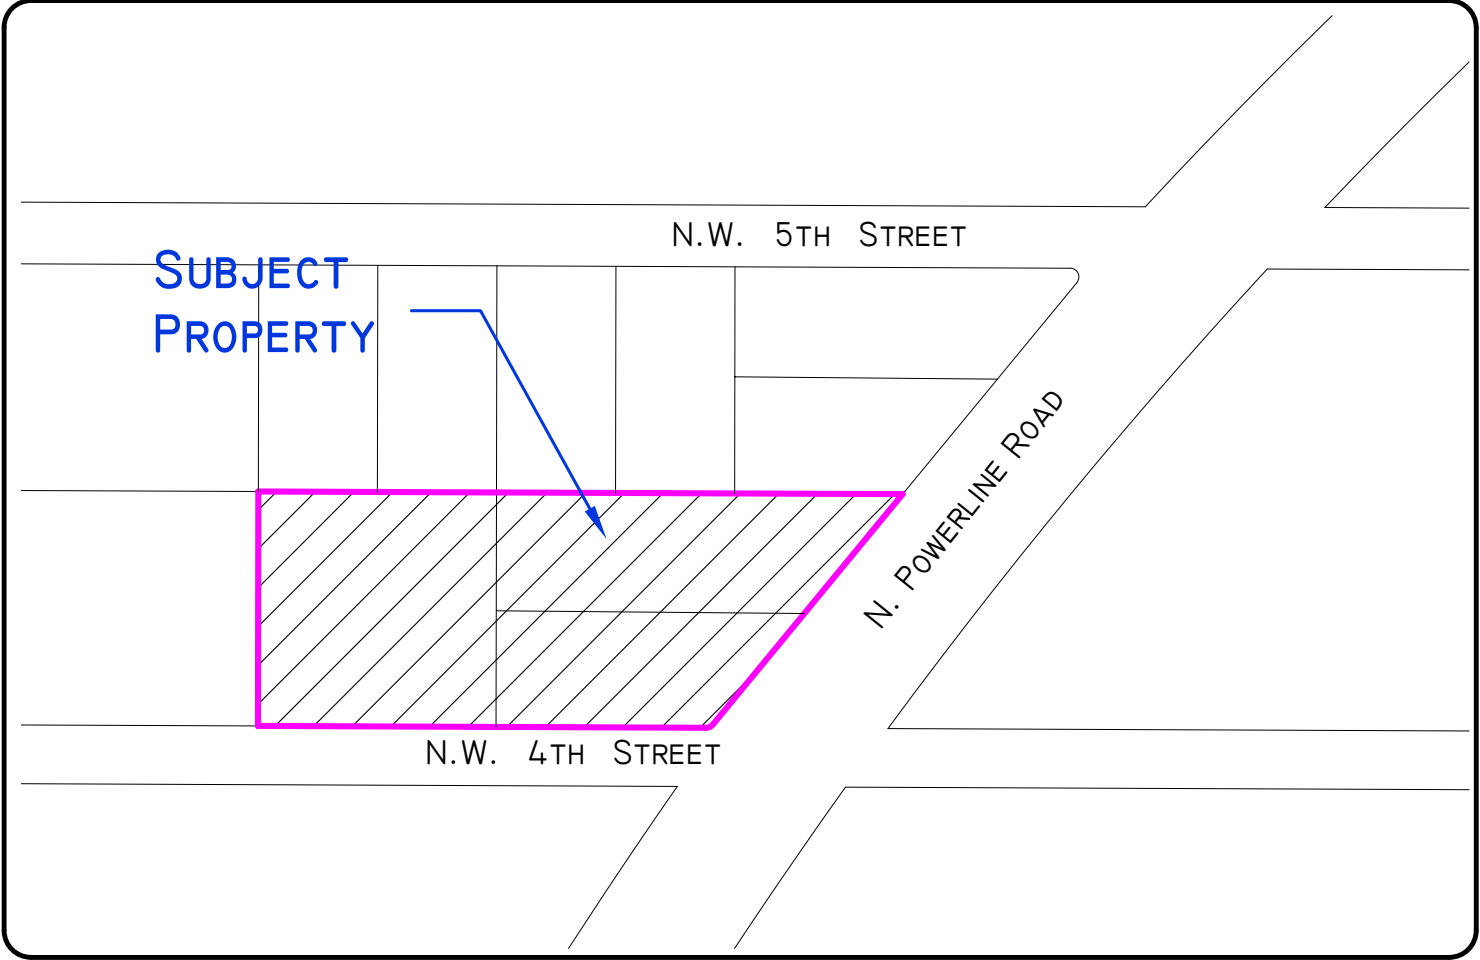 N.W. 5TH STREET
SUBJECT
PROPERTY
N. POWERLINE ROAD
N.W. 4TH STREET